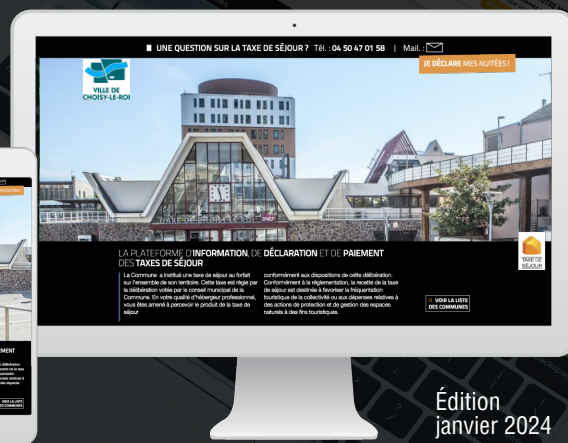 UNE QUESTION SUR LA TAXE DE SÉJOUR ? Tél. : 04 50 47 01 58 | Mail. :
JE DÉCLARE MES NUITÉES !
VILLE DE
CHOISY-LE-ROI
SNCF
LA PLATEFORME D'INFORMATION, DE DÉCLARATION ET DE PAIEMENT
DES TAXES DE SÉJOUR
La Commune a institué une taxe de séjour au forfait
sur l'ensemble de son territoire. Cette taxe est régie par
la délibération votée par le conseil municipal de la
Commune. En votre qualité d'hébergeur professionnel,
vous êtes amené à percevoir le produit de la taxe de
séjour
conformément aux dispositions de cette délibération.
Conformément à la réglementation, la recette de la taxe
de séjour est destinée à favoriser la fréquentation
touristique de la collectivité ou aux dépenses relatives à
des actions de protection et de gestion des espaces
naturels à des fins touristiques.
VOIR LA LISTE
DES COMMUNES
TAXE DE
SÉJOUR
MENT
VOIR LA LISTE
DES COMMUNES
Édition
janvier 2024